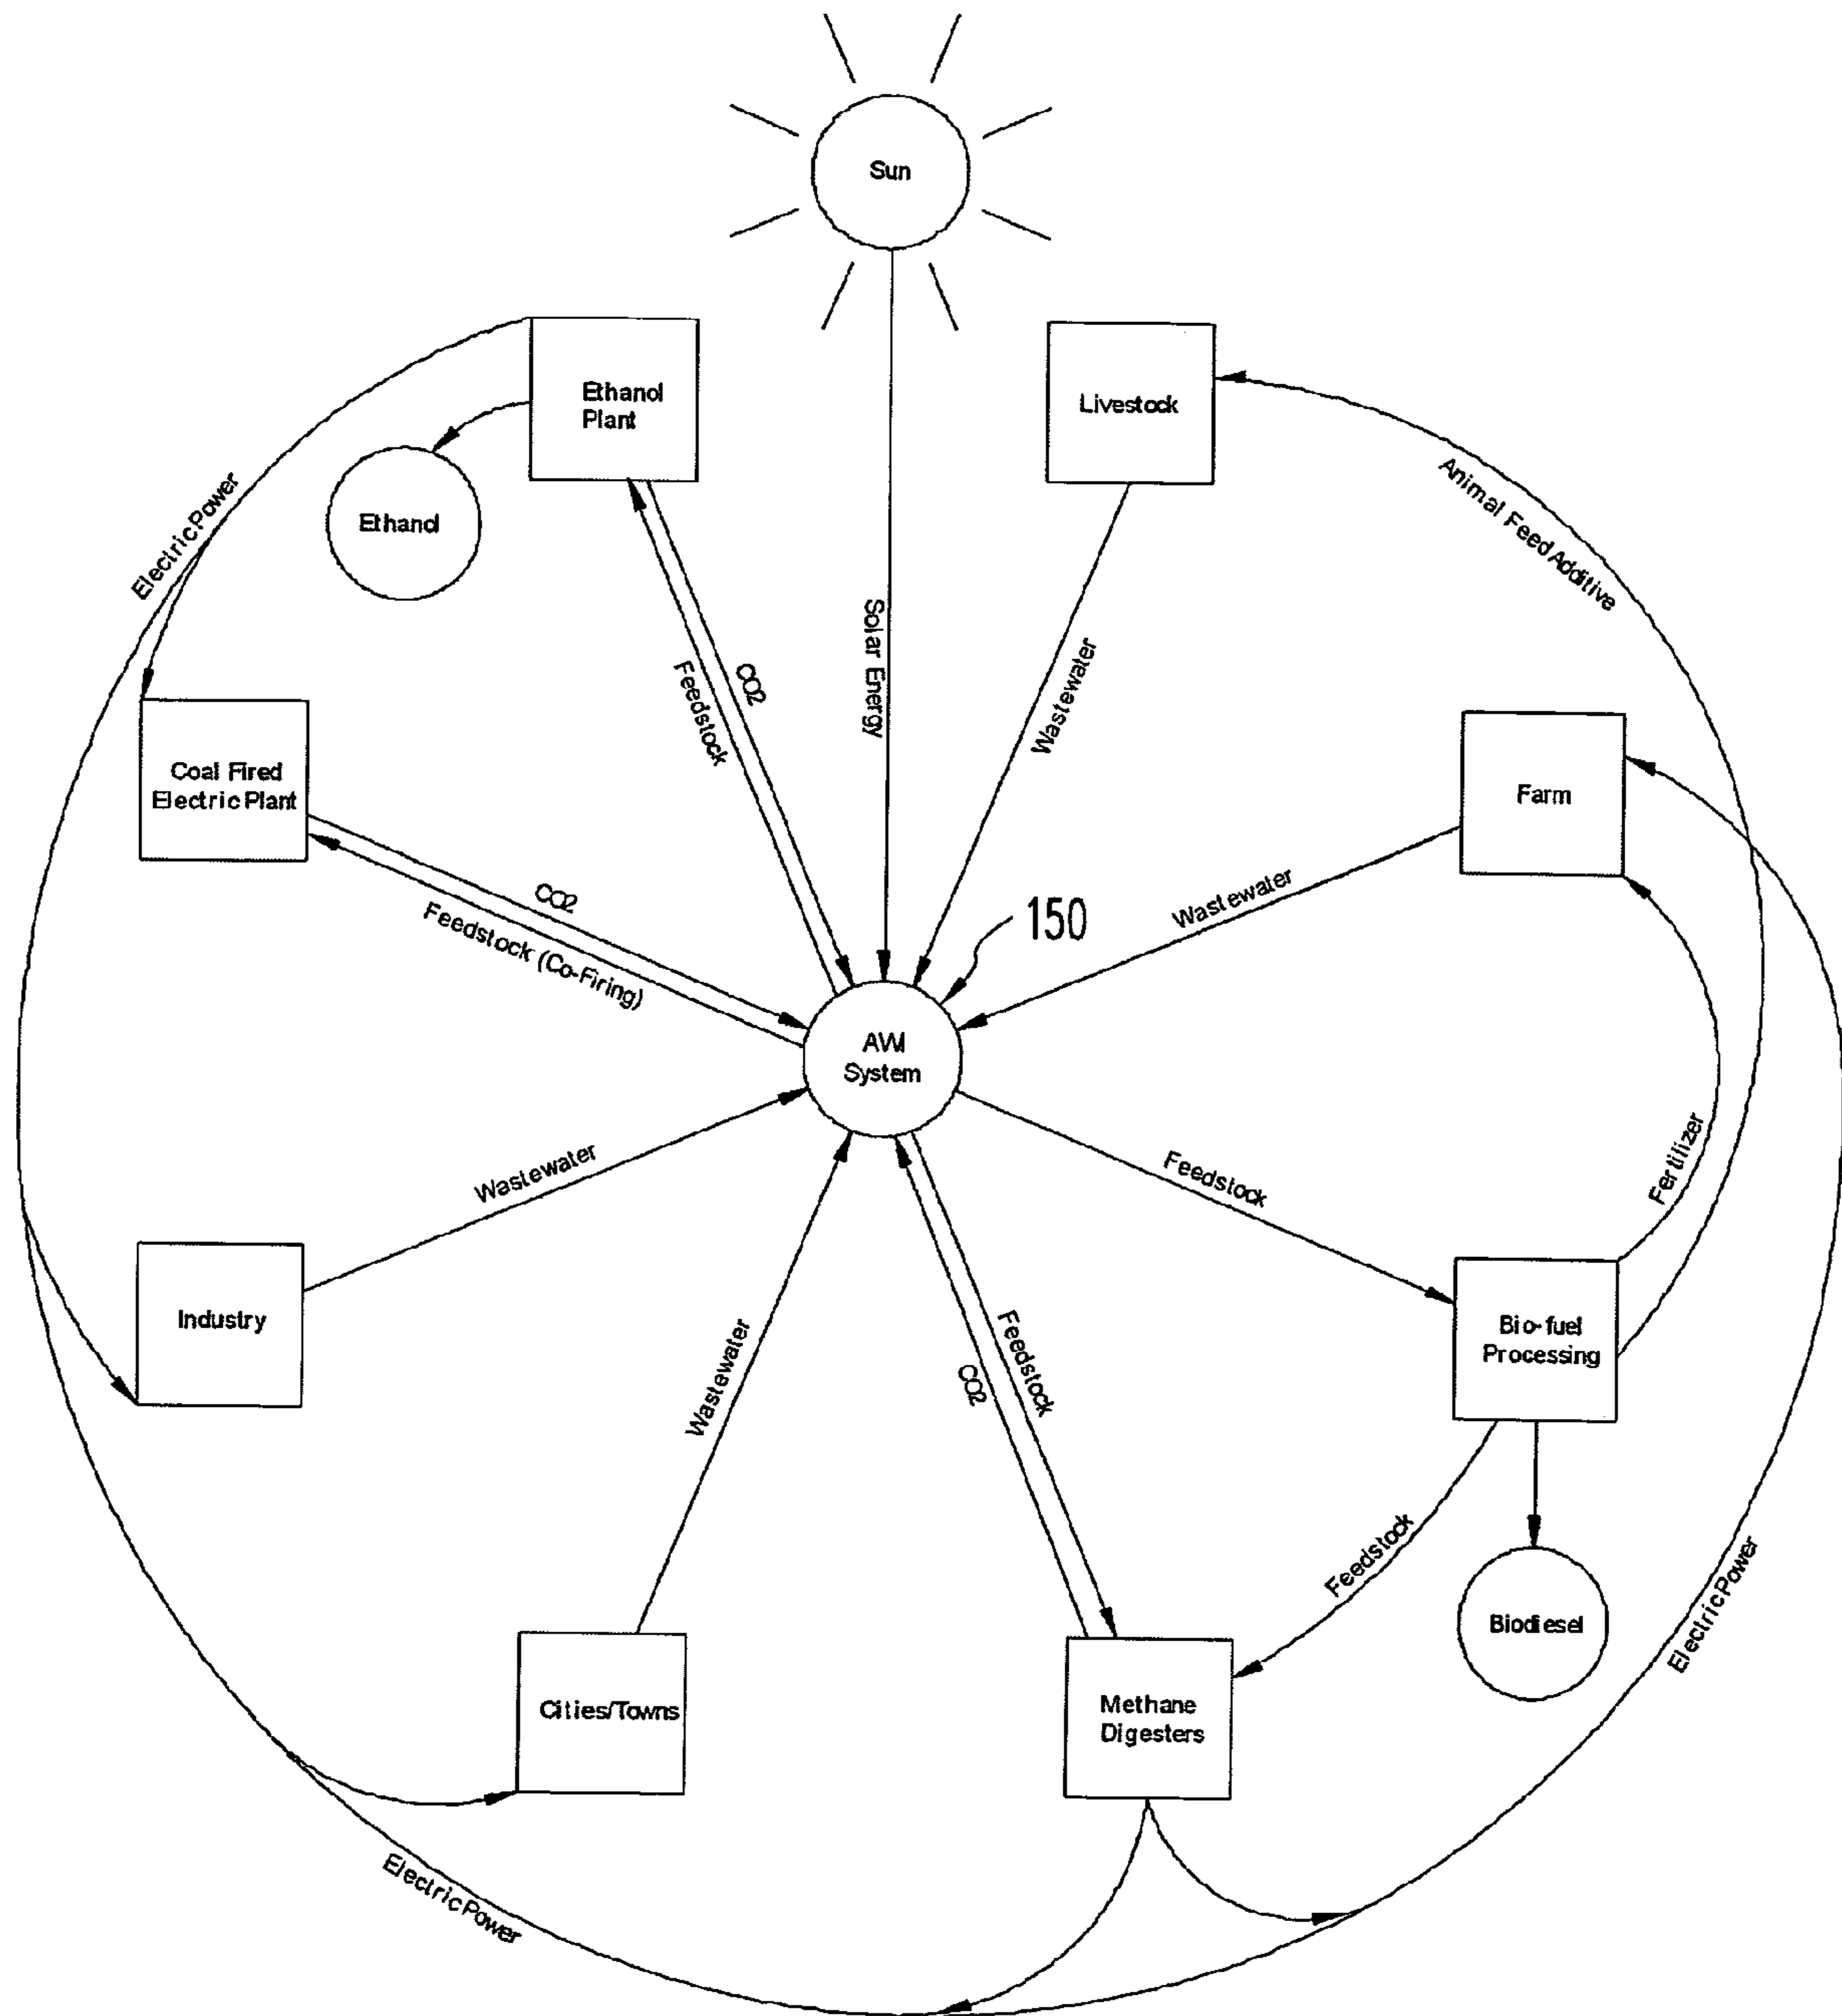 Sun
Ethanol
Plant
Livestock
Animal Feed Additive
Electric Power
Ethanol
Solar Energy
CO2
Feedstock
Wastewater
Coal Fired
Electric Plant
Farm
CO2
Feedstock (Co-Firing)
Wastewater
150
AWI
System
Wastewater
Feedstock
Fertilizer
Industry
Wastewater
Feedstock
CO2
Bio-fuel
Processing
Feedstock
Biodiesel
Electric Power
Cities/Towns
Methane
Digesters
Electric Power